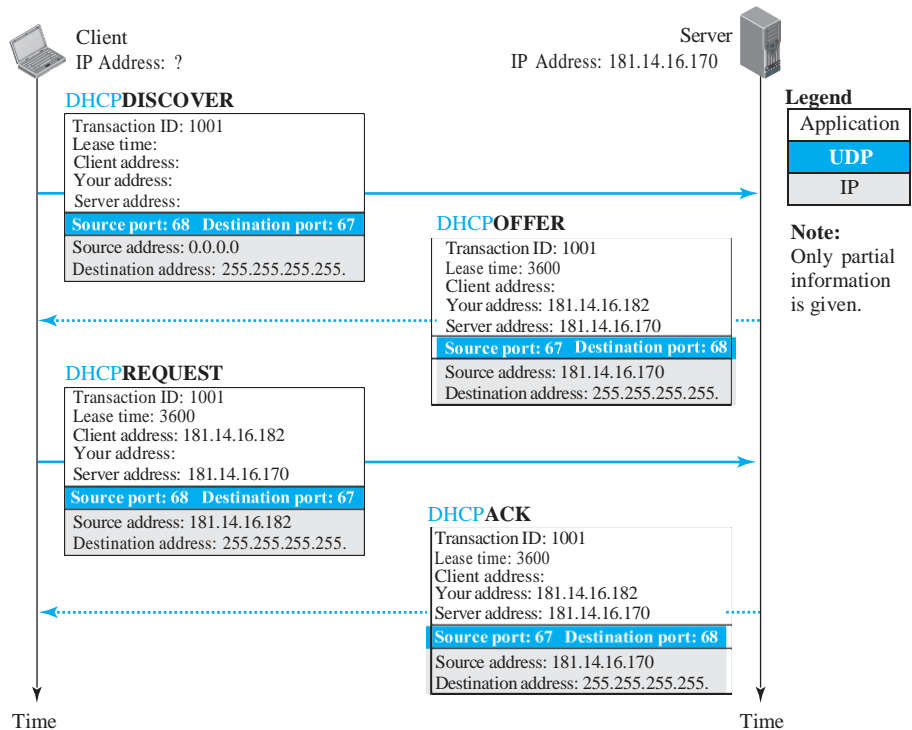 Client
IP Address: ?
Server
IP Address: 181.14.16.170
DHCPDISCOVER
Transaction ID: 1001
Lease time:
Client address:
Your address:
Server address:
Source port: 68 Destination port: 67
Source address: 0.0.0.0
Destination address: 255.255.255.255.
Legend
Application
UDP
IP
Note:
Only partial
information
is given.
DHCPOFFER
Transaction ID: 1001
Lease time: 3600
Client address:
Your address: 181.14.16.182
Server address: 181.14.16.170
Source port: 67 Destination port: 68
Source address: 181.14.16.170
Destination address: 255.255.255.255.
DHCPREQUEST
Transaction ID: 1001
Lease time: 3600
Client address: 181.14.16.182
Your address:
Server address: 181.14.16.170
Source port: 68 Destination port: 67
Source address: 181.14.16.182
Destination address: 255.255.255.255.
DHCPACK
Transaction ID: 1001
Lease time: 3600
Client address:
Your address: 181.14.16.182
Server address: 181.14.16.170
Source port: 67 Destination port: 68
Source address: 181.14.16.170
Destination address: 255.255.255.255.
Time
Time